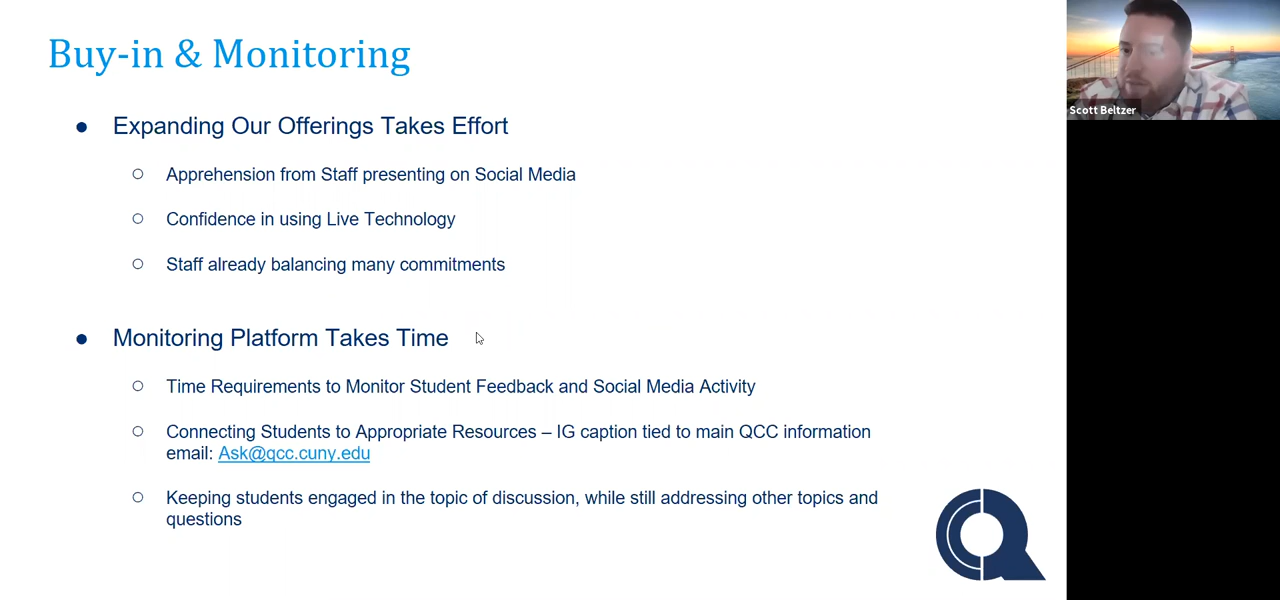 Buy-in & Monitoring
Scott Beltzer
● Expanding Our Offerings Takes Effort
○ Apprehension from Staff presenting on Social Media
○ Confidence in using Live Technology
○ Staff already balancing many commitments
● Monitoring Platform Takes Time
○ Time Requirements to Monitor Student Feedback and Social Media Activity
○ Connecting Students to Appropriate Resources – IG caption tied to main QCC information
email: Ask@qcc.cuny.edu
○ Keeping students engaged in the topic of discussion, while still addressing other topics and
questions